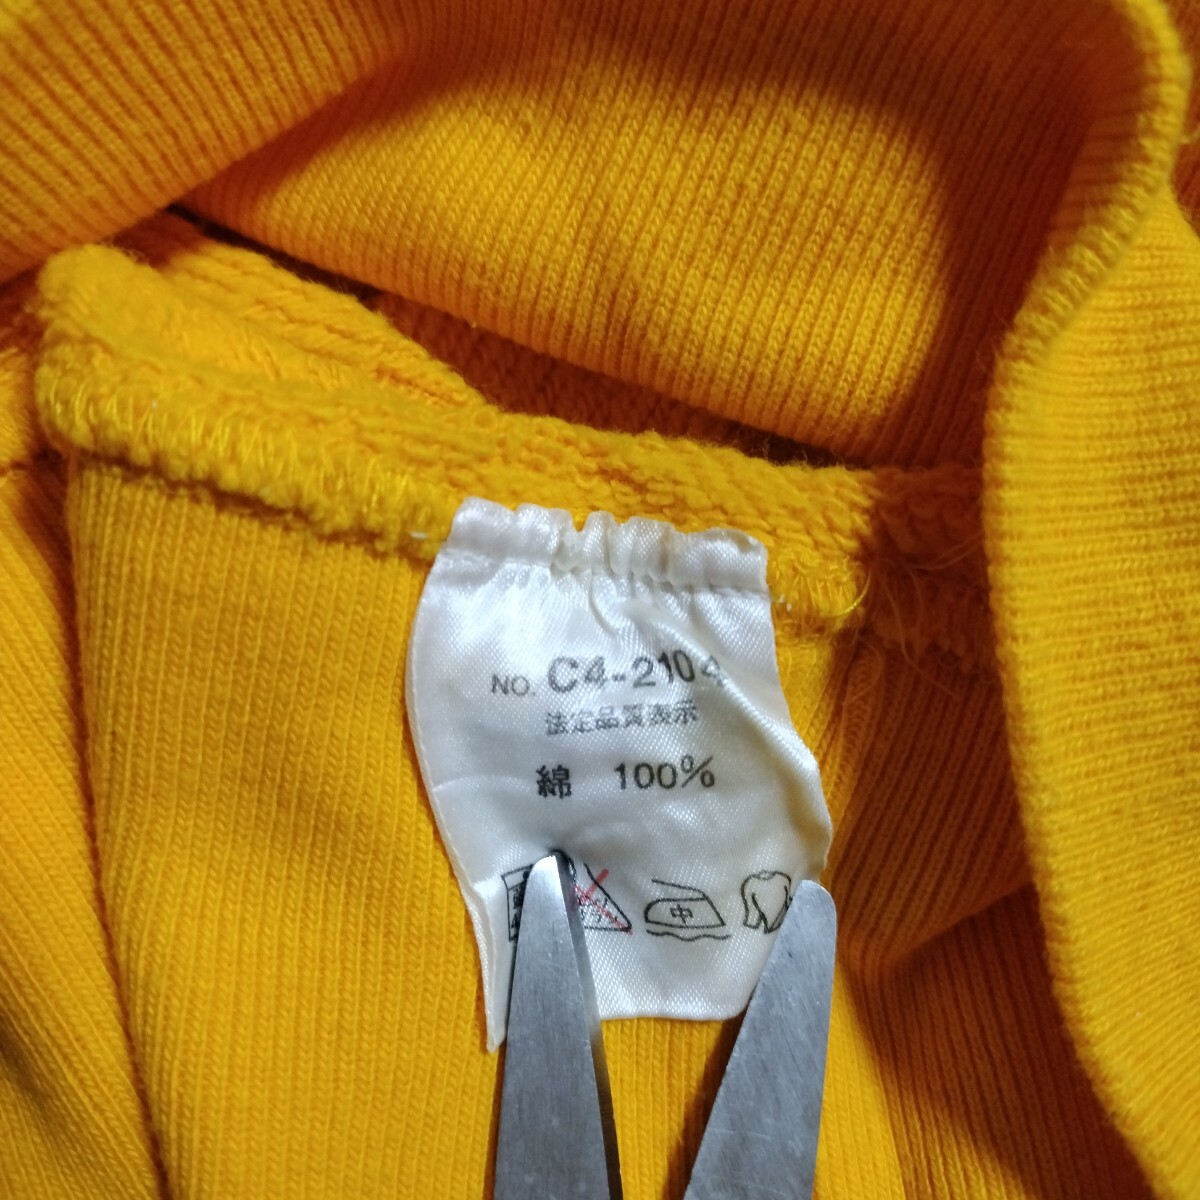 NO. C4-2104
法定品質表示
綿 100%
中